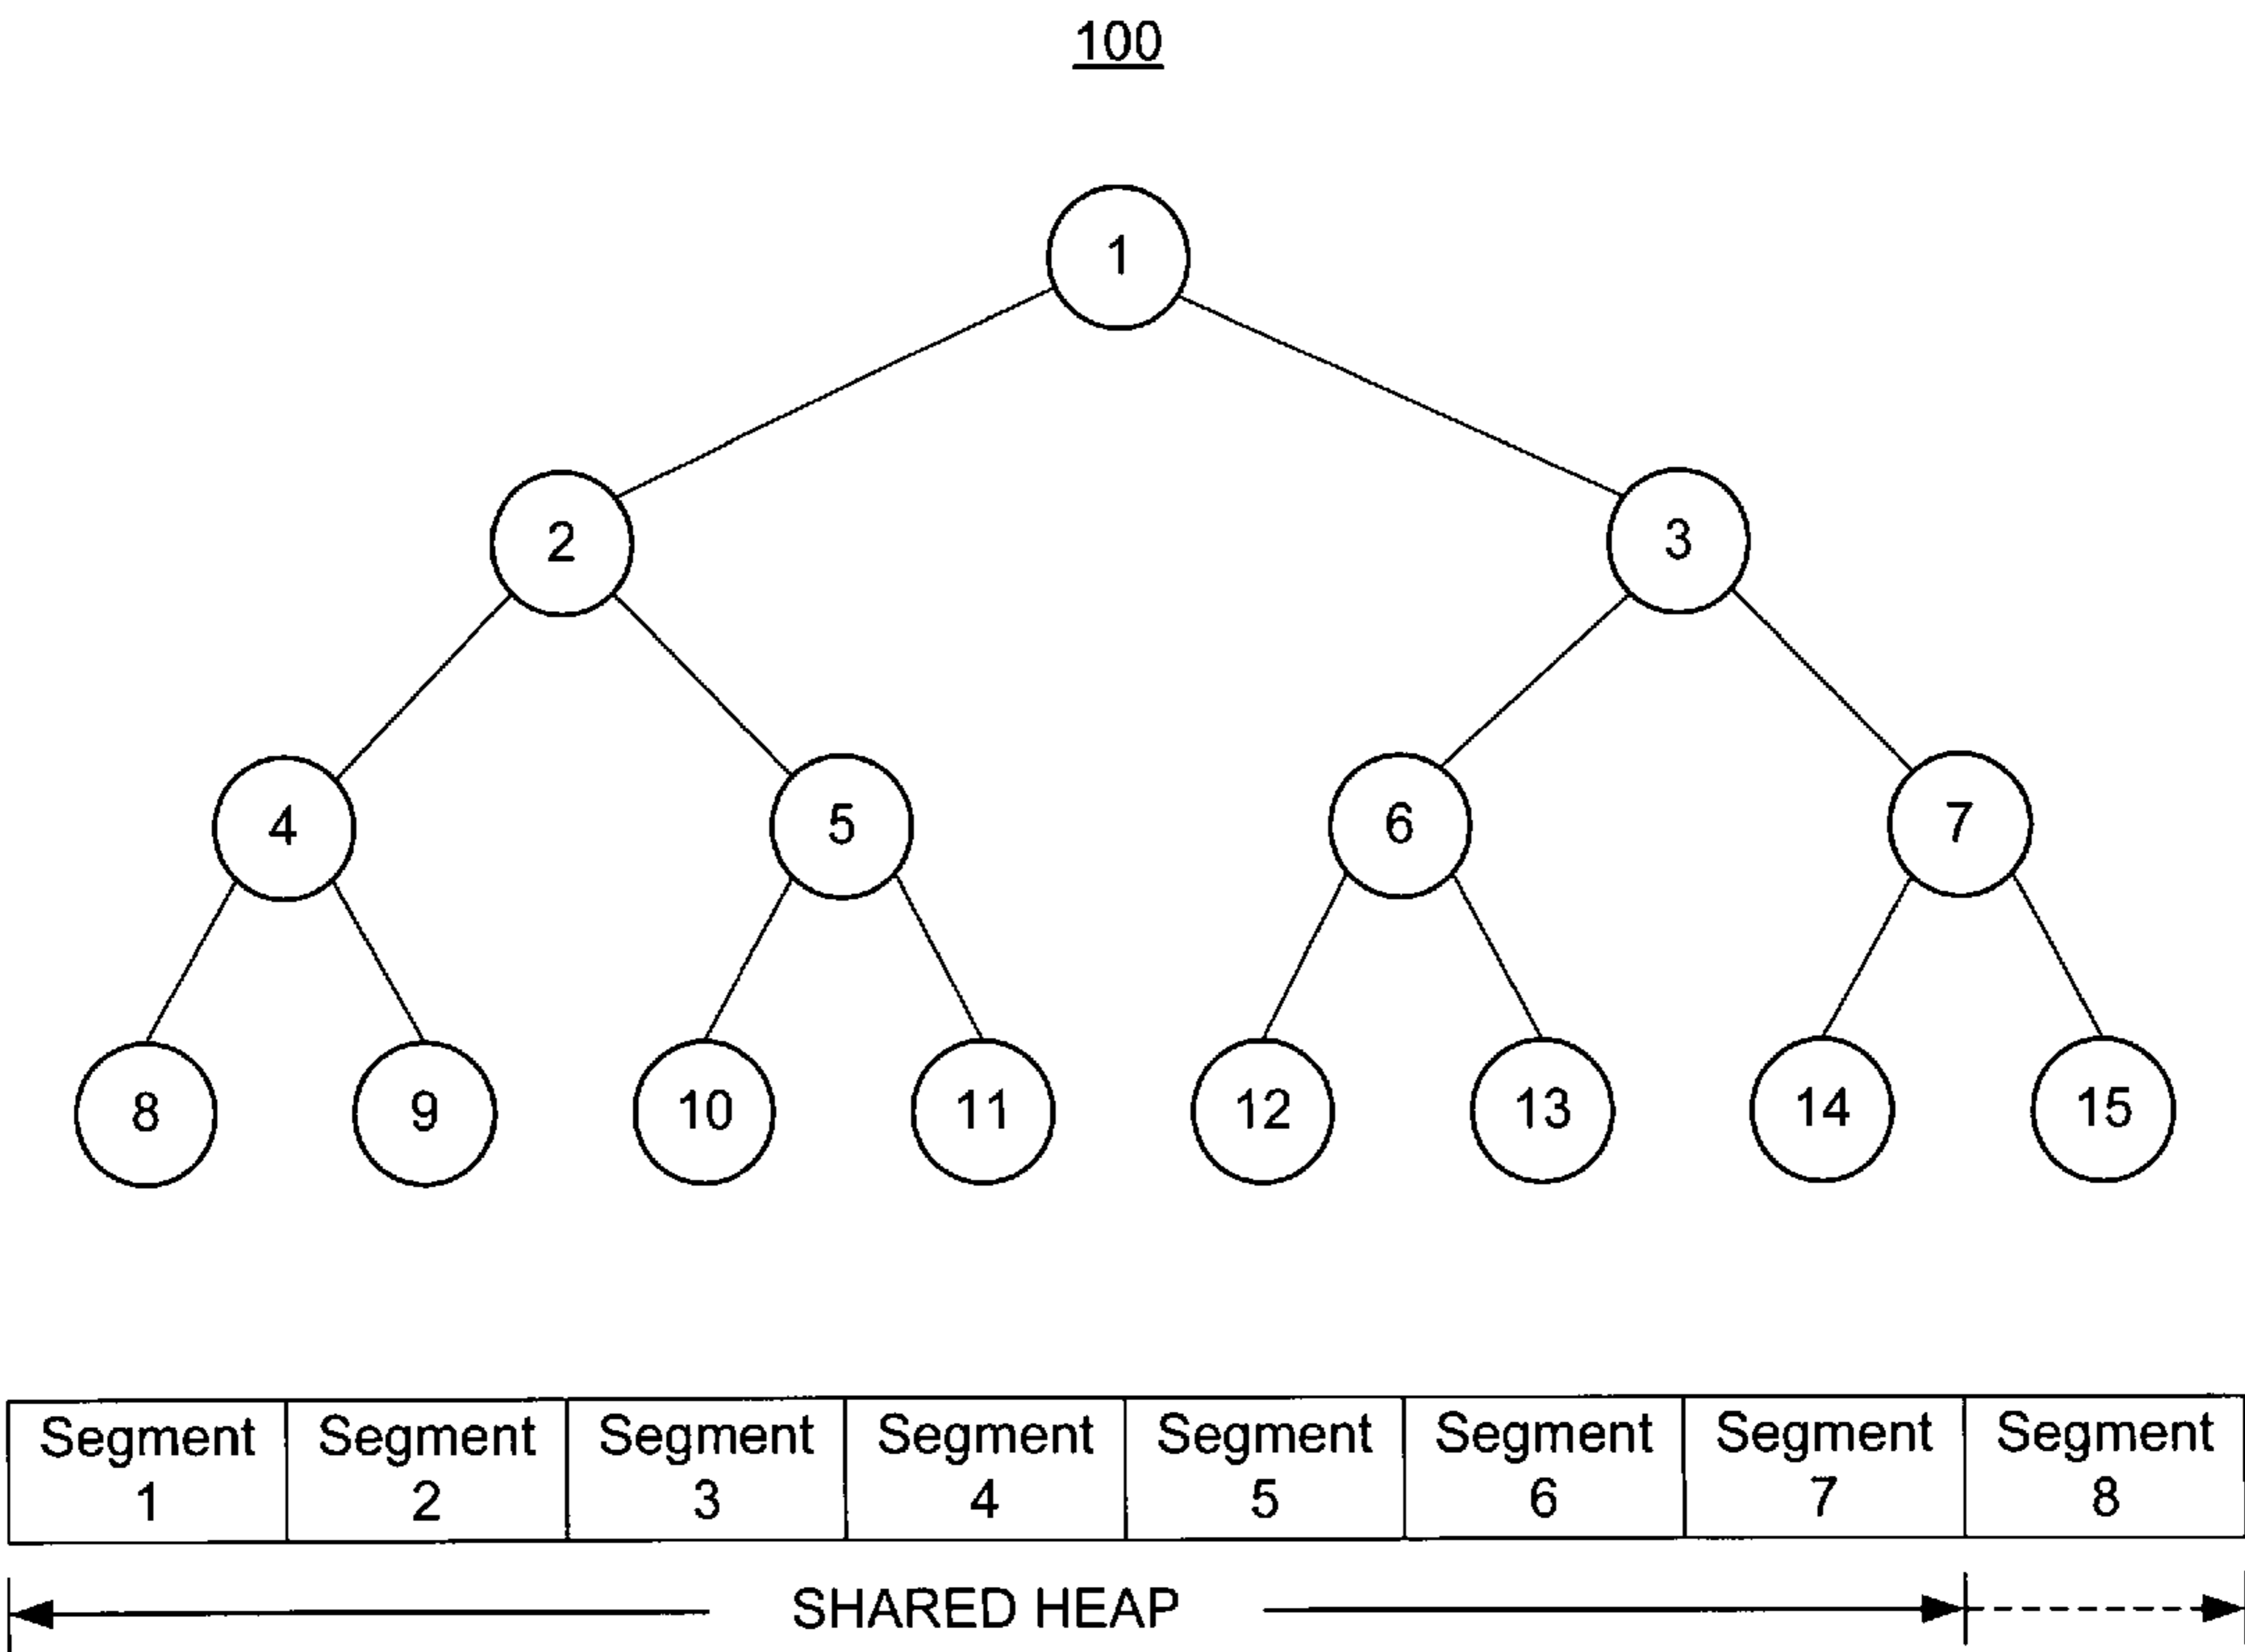 100
1
2 3
4 5 6 7
8 9 10 11 12 13 14 15
Segment Segment Segment Segment Segment Segment Segment Segment
1 2 3 4 5 6 7 8
SHARED HEAP